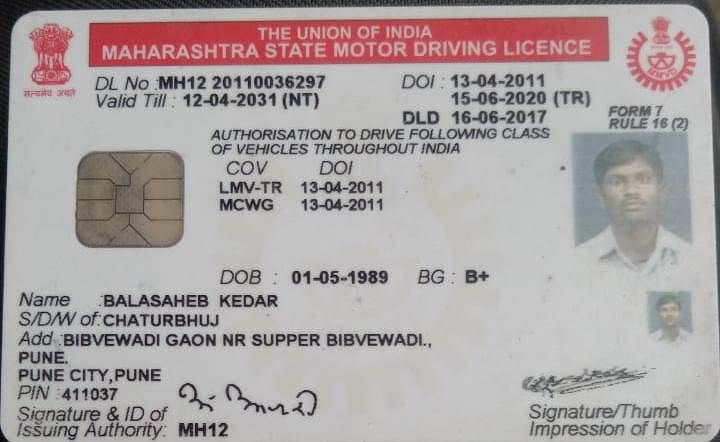 THE UNION OF INDIA
MAHARASHTRA STATE MOTOR DRIVING LICENCE
सत्यमेव जयते
DL No :MH12 20110036297 DOI : 13-04-2011
Valid Till : 12-04-2031 (NT) 15-06-2020 (TR)
DLD 16-06-2017
FORM 7
RULE 16 (2)
AUTHORISATION TO DRIVE FOLLOWING CLASS
OF VEHICLES THROUGHOUT INDIA
COV DOI
LMV-TR 13-04-2011
MCWG 13-04-2011
DOB : 01-05-1989 BG : B+
Name :BALASAHEB KEDAR
S/D/W of:CHATURBHUJ
Add :BIBVEWADI GAON NR SUPPER BIBVEWADI.,
PUNE.
PUNE CITY,PUNE
PIN :411037
Signature & ID of
Issuing Authority: MH12
Signature/Thumb
Impression of Holder